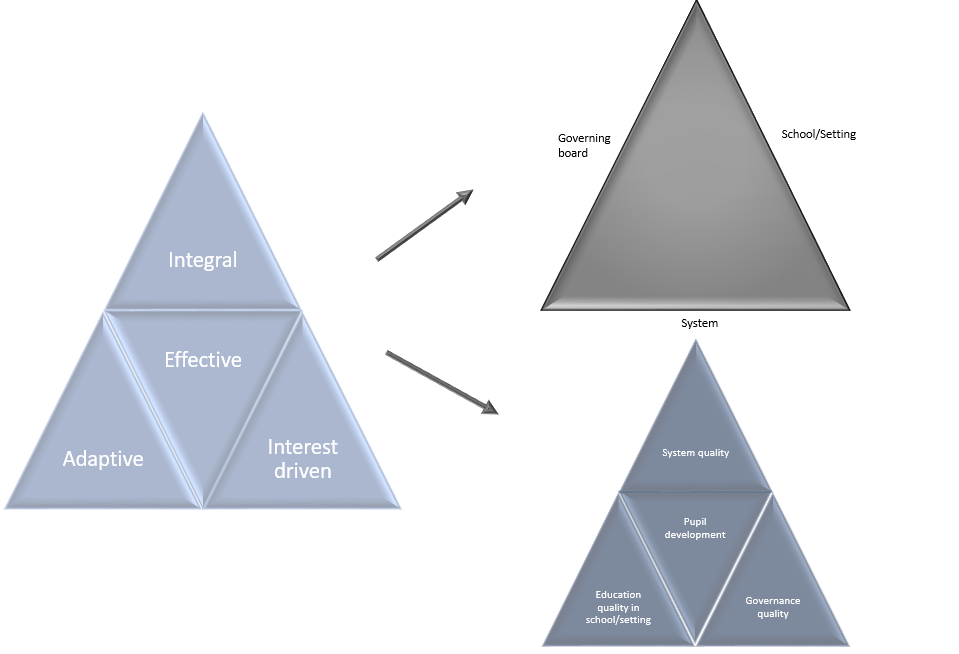 Integral
Effective
Adaptive
Interest
driven
Governing
board
School/Setting
System
System quality
Pupil
development
Education
quality in
school/setting
Governance
quality